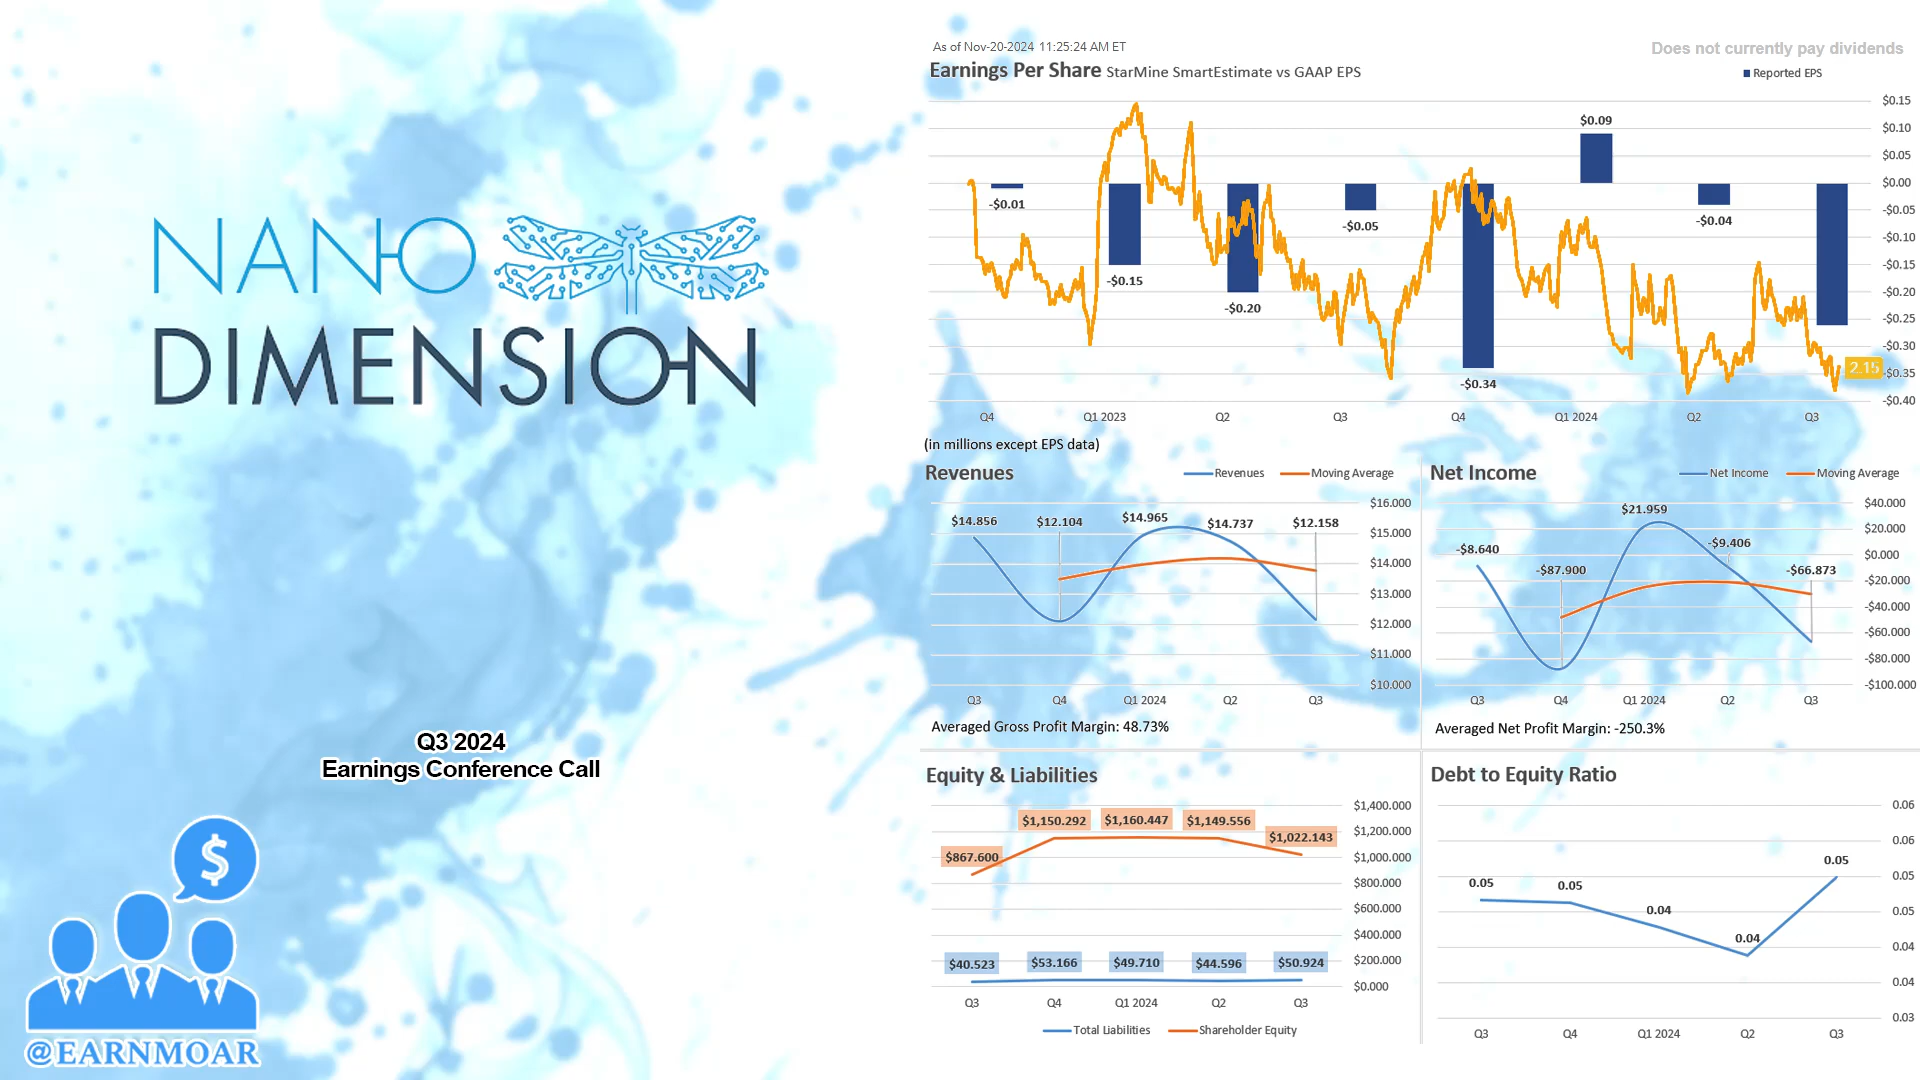 NANO
DIMENSION
Q3 2024
Earnings Conference Call
$
@EARNMOAR
As of Nov-20-2024 11:25:24 AM ET
Does not currently pay dividends
Earnings Per Share StarMine SmartEstimate vs GAAP EPS
Reported EPS
$0.15
$0.10
$0.05
$0.00
-$0.05
-$0.10
-$0.15
-$0.20
-$0.25
-$0.30
-$0.35
-$0.40
-$0.01
-$0.15
-$0.20
-$0.05
-$0.34
$0.09
-$0.04
2.15
Q4 Q1 2023 Q2 Q3 Q4 Q1 2024 Q2 Q3
(in millions except EPS data)
Revenues
Revenues Moving Average
$16.000
$15.000
$14.000
$13.000
$12.000
$11.000
$10.000
$14.856 $12.104 $14.965 $14.737 $12.158
Q3 Q4 Q1 2024 Q2 Q3
Averaged Gross Profit Margin: 48.73%
Net Income
Net Income Moving Average
$40.000
$20.000
$0.000
-$20.000
-$40.000
-$60.000
-$80.000
-$100.000
-$8.640 -$87.900 $21.959 -$9.406 -$66.873
Q3 Q4 Q1 2024 Q2 Q3
Averaged Net Profit Margin: -250.3%
Equity & Liabilities
$1,400.000
$1,200.000
$1,000.000
$800.000
$600.000
$400.000
$200.000
$0.000
$867.600 $1,150.292 $1,160.447 $1,149.556 $1,022.143
$40.523 $53.166 $49.710 $44.596 $50.924
Q3 Q4 Q1 2024 Q2 Q3
Total Liabilities Shareholder Equity
Debt to Equity Ratio
0.06
0.06
0.05
0.05
0.04
0.04
0.03
0.05 0.05 0.04 0.04 0.05
Q3 Q4 Q1 2024 Q2 Q3